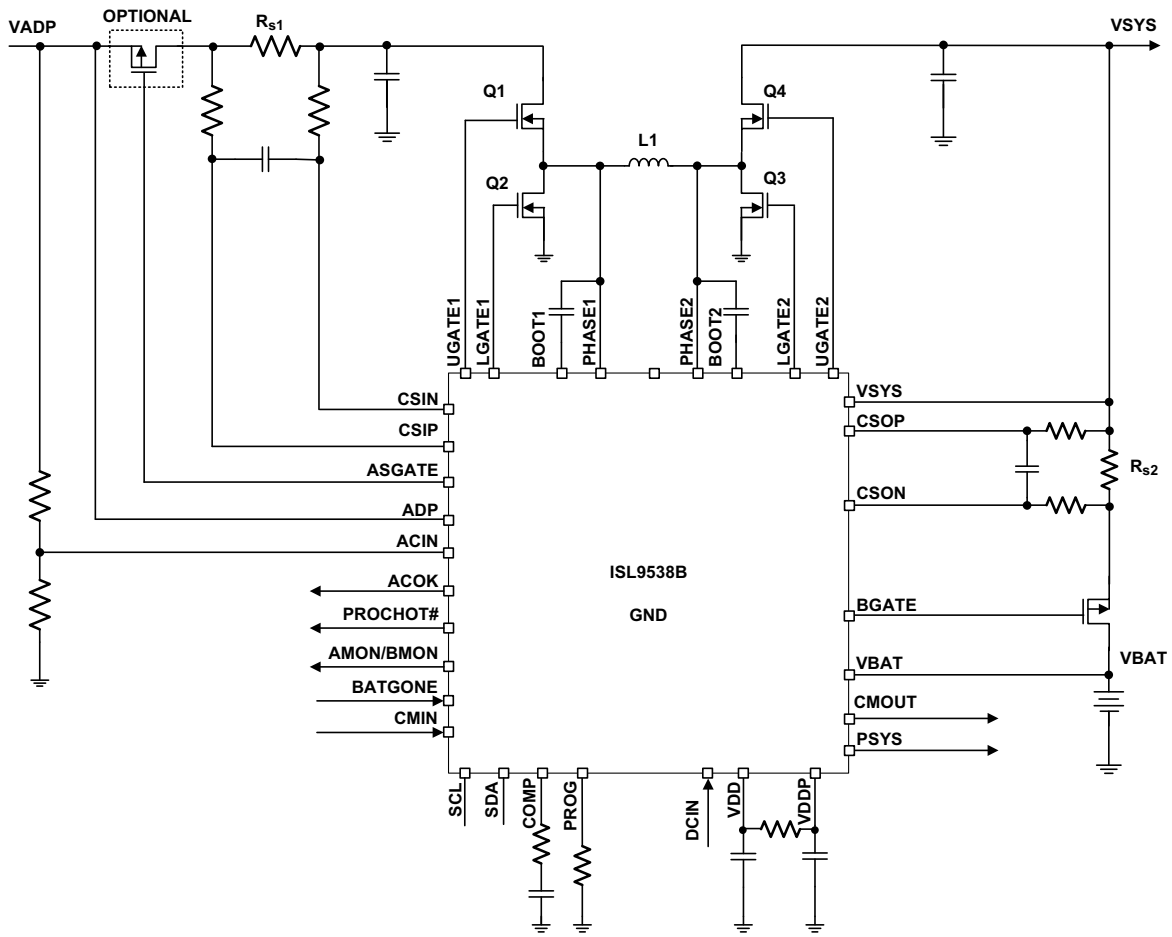 OPTIONAL
VADP
Rs1
VSYS
Q1
Q4
L1
Q2
Q3
UGATE1
LGATE1
BOOT1
PHASE1
PHASE2
BOOT2
LGATE2
UGATE2
CSIN
CSIP
ASGATE
ADP
ACIN
ACOK
PROCHOT#
AMON/BMON
BATGONE
CMIN
ISL9538B
GND
VSYS
CSOP
Rs2
CSON
BGATE
VBAT
VBAT
CMOUT
PSYS
SCL
SDA
COMP
PROG
DCIN
VDD
VDDP